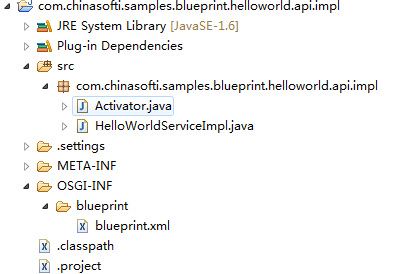 com.chinasofti.samples.blueprint.helloworld.api.impl
JRE System Library [JavaSE-1.6]
Plug-in Dependencies
src
com.chinasofti.samples.blueprint.helloworld.api.impl
Activator.java
HelloWorldServiceImpl.java
.settings
META-INF
OSGI-INF
blueprint
blueprint.xml
.classpath
.project